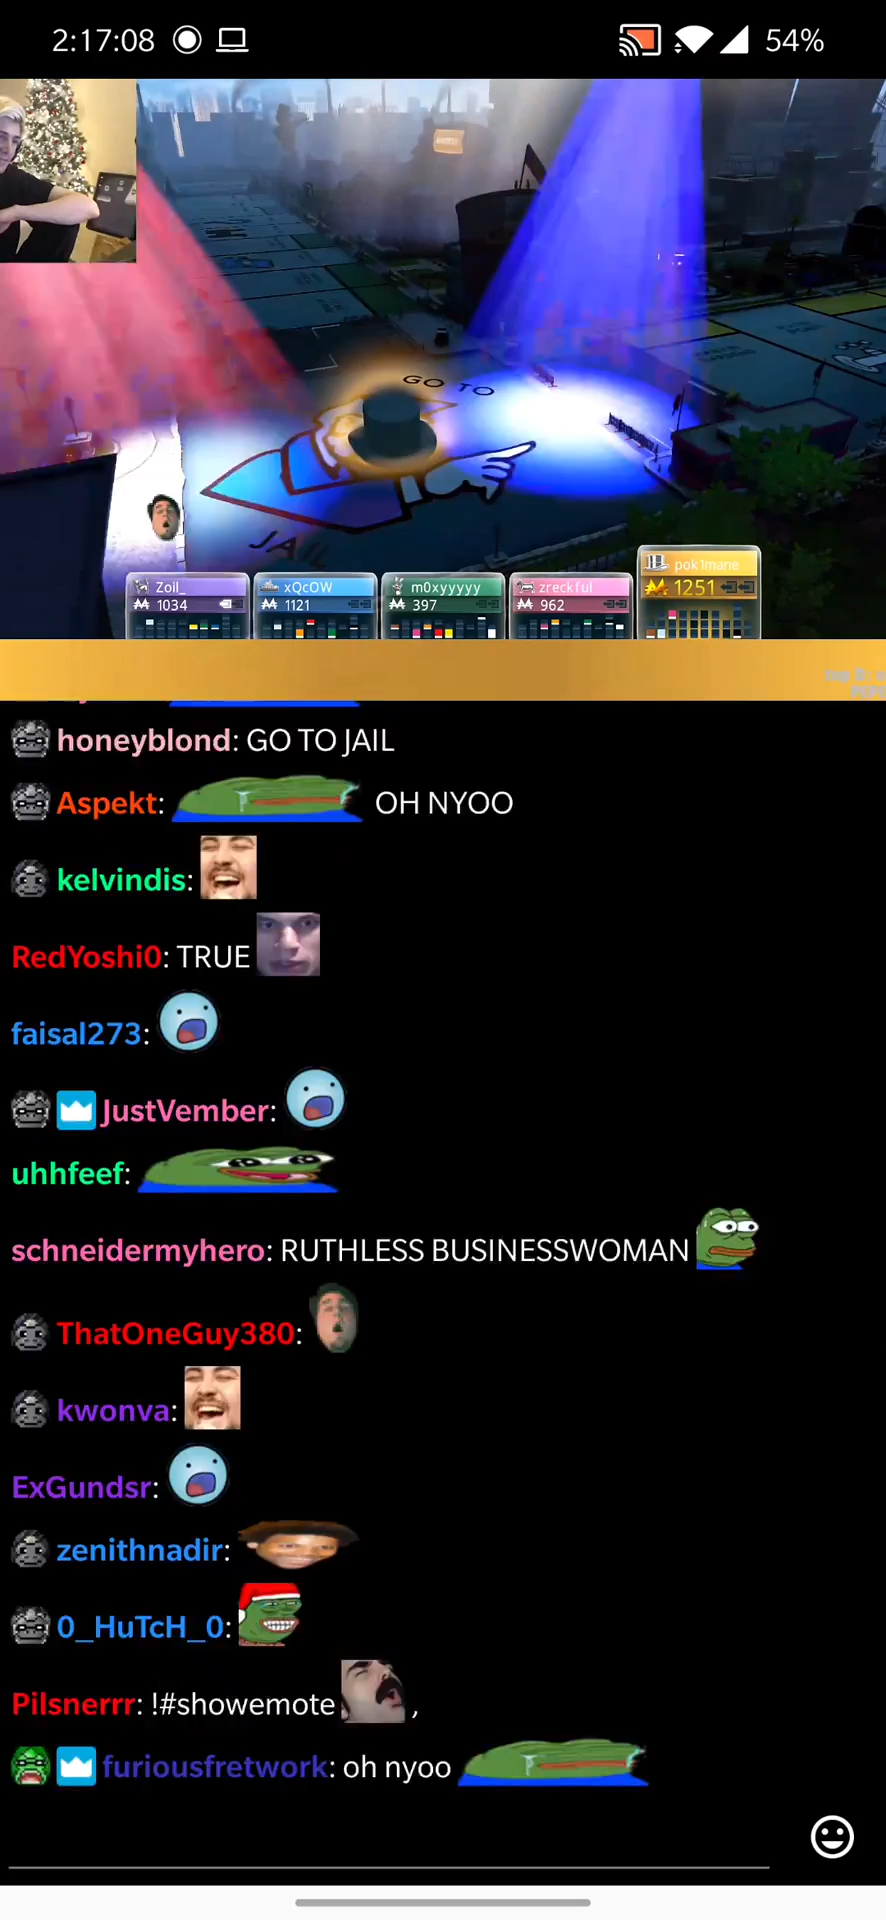 2:17:08 54%
GO TO
JAIL
Zoil_
1034
xQcOW
1121
m0xyyyyy
397
zreckful
962
pok1mane
1251
honeyblond: GO TO JAIL
Aspekt: OH NYOO
kelvindis:
RedYoshi0: TRUE
faisal273:
JustVember:
uhhfeef:
schneidermyhero: RUTHLESS BUSINESSWOMAN
ThatOneGuy380:
kwonva:
ExGundsr:
zenithnadir:
0_HuTcH_0:
Pilsnerrr: !#showemote ,
furiousfretwork: oh nyoo